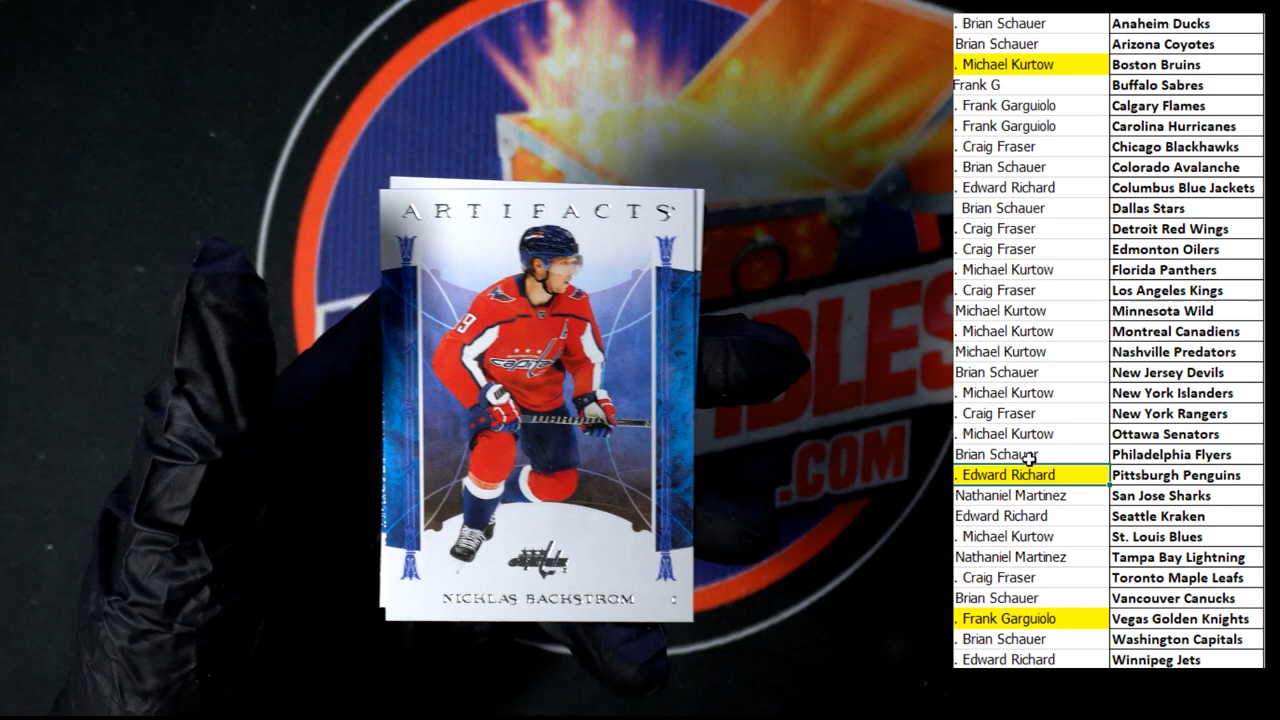 ARTIFACTS
9
capitals
NICKLAS BACKSTROM
IBLES
.COM
. Brian Schauer Anaheim Ducks
Brian Schauer Arizona Coyotes
. Michael Kurtow Boston Bruins
Frank G Buffalo Sabres
. Frank Garguiolo Calgary Flames
. Frank Garguiolo Carolina Hurricanes
. Craig Fraser Chicago Blackhawks
. Brian Schauer Colorado Avalanche
. Edward Richard Columbus Blue Jackets
Brian Schauer Dallas Stars
. Craig Fraser Detroit Red Wings
. Craig Fraser Edmonton Oilers
. Michael Kurtow Florida Panthers
. Craig Fraser Los Angeles Kings
Michael Kurtow Minnesota Wild
. Michael Kurtow Montreal Canadiens
Michael Kurtow Nashville Predators
Brian Schauer New Jersey Devils
. Michael Kurtow New York Islanders
. Craig Fraser New York Rangers
. Michael Kurtow Ottawa Senators
Brian Schauer Philadelphia Flyers
. Edward Richard Pittsburgh Penguins
Nathaniel Martinez San Jose Sharks
Edward Richard Seattle Kraken
. Michael Kurtow St. Louis Blues
Nathaniel Martinez Tampa Bay Lightning
. Craig Fraser Toronto Maple Leafs
Brian Schauer Vancouver Canucks
. Frank Garguiolo Vegas Golden Knights
. Brian Schauer Washington Capitals
. Edward Richard Winnipeg Jets